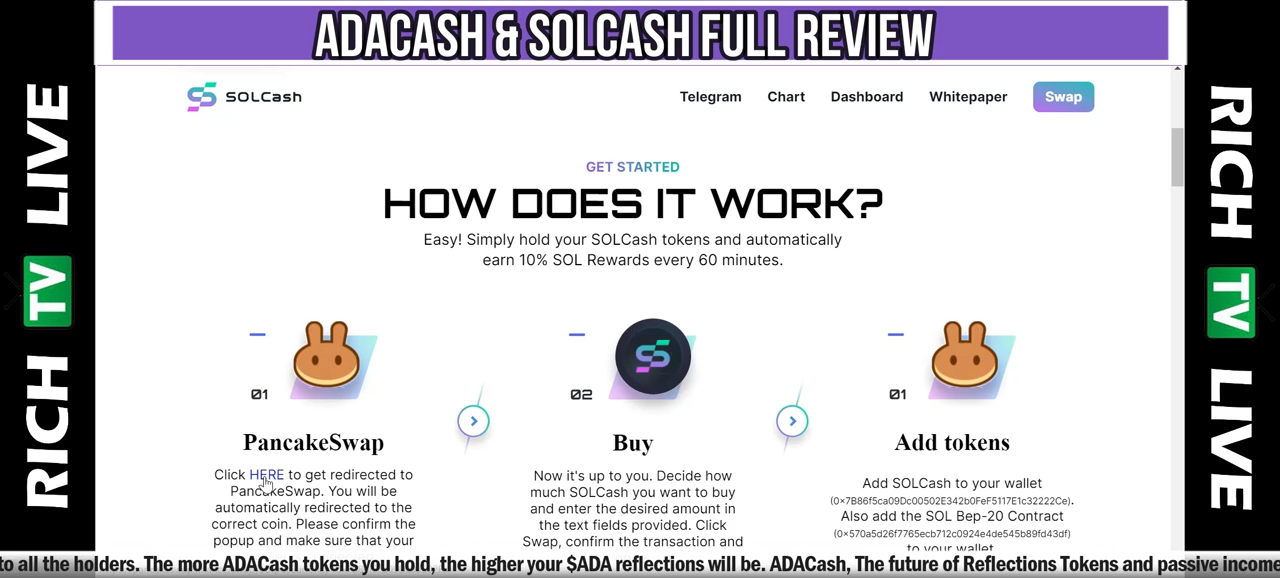 ADACASH & SOLCASH FULL REVIEW
RICH TV LIVE
SOLCash
Telegram Chart Dashboard Whitepaper Swap
GET STARTED
HOW DOES IT WORK?
Easy! Simply hold your SOLCash tokens and automatically
earn 10% SOL Rewards every 60 minutes.
01
PancakeSwap
Click HERE to get redirected to
PancakeSwap. You will be
automatically redirected to the
correct coin. Please confirm the
popup and make sure that your
02
Buy
Now it's up to you. Decide how
much SOLCash you want to buy
and enter the desired amount in
the text fields provided. Click
Swap, confirm the transaction and
01
Add tokens
Add SOLCash to your wallet
(0x7B86f5ca09Dc00502E342b0FeF5117E1c32222Ce).
Also add the SOL Bep-20 Contract
(0x570a5d26f7765ecb712c0924e4de545b89fd43df)
to your wallet
RICH TV LIVE
to all the holders. The more ADACash tokens you hold, the higher your $ADA reflections will be. ADACash, The future of Reflections Tokens and passive income